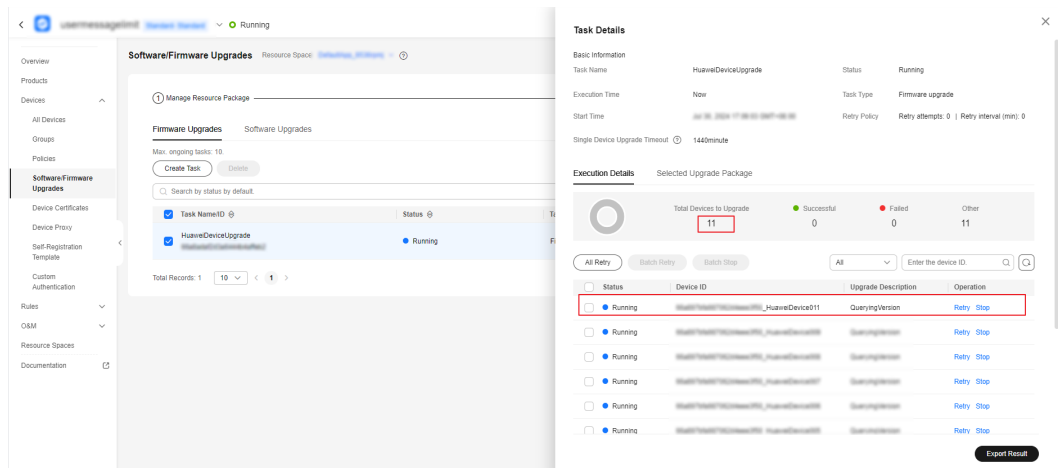 usermessagelimit Standard Standard Running
Overview
Products
Devices
All Devices
Groups
Policies
Software/Firmware
Upgrades
Device Certificates
Device Proxy
Self-Registration
Template
Custom
Authentication
Rules
O&M
Resource Spaces
Documentation
Software/Firmware Upgrades Resource Space:
1 Manage Resource Package
Firmware Upgrades Software Upgrades
Max. ongoing tasks: 10.
Create Task Delete
Search by status by default.
Task Name/ID Status Ta
HuaweiDeviceUpgrade Running Fi
Total Records: 1 10 < 1 >
Task Details
Basic Information
Task Name HuaweiDeviceUpgrade Status Running
Execution Time Now Task Type Firmware upgrade
Start Time Retry Policy Retry attempts: 0 | Retry interval (min): 0
Single Device Upgrade Timeout 1440minute
Execution Details Selected Upgrade Package
Total Devices to Upgrade Successful Failed Other
11 0 0 11
All Retry Batch Retry Batch Stop All Enter the device ID.
Status Device ID Upgrade Description Operation
Running _HuaweiDevice011 QueryingVersion Retry Stop
Running Retry Stop
Running Retry Stop
Running Retry Stop
Running Retry Stop
Running Retry Stop
Export Result